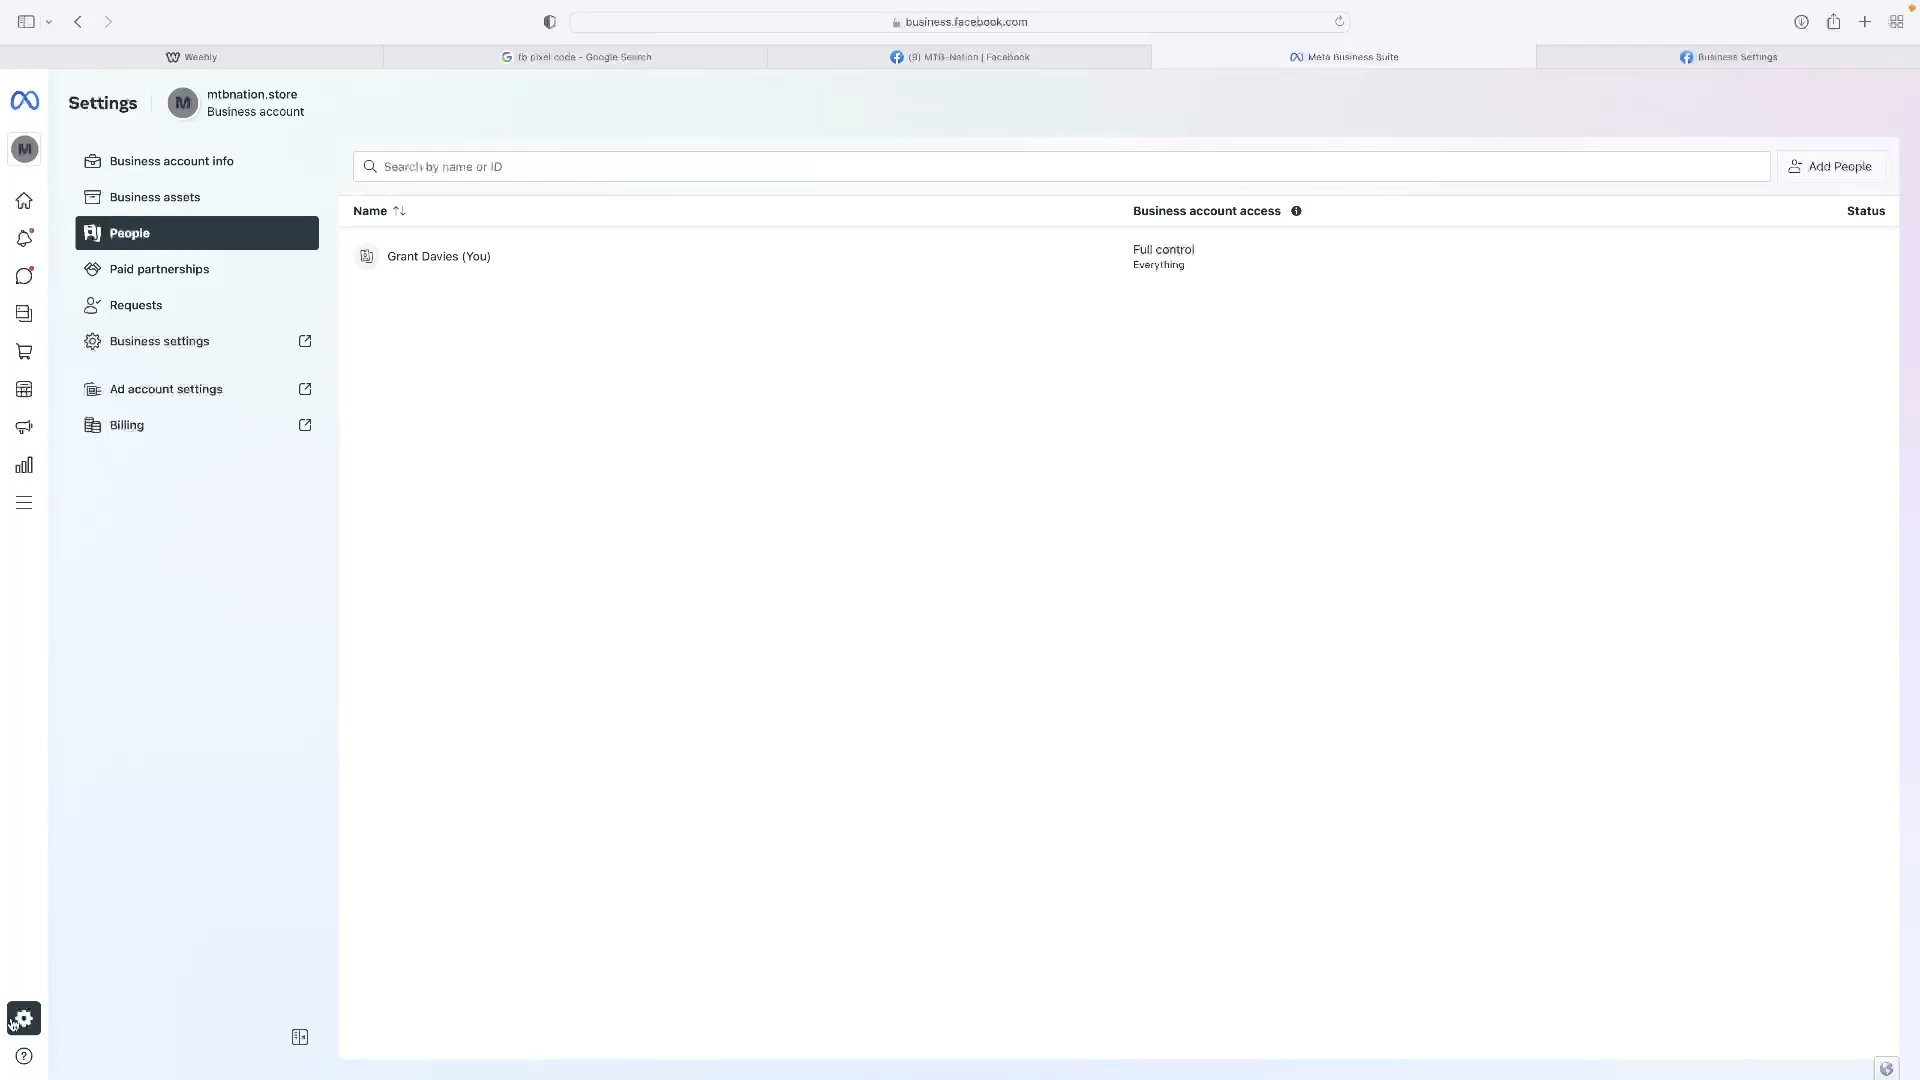 business.facebook.com
Weebly
fb pixel code - Google Search
(9) MTB-Nation | Facebook
Meta Business Suite
Business Settings
Settings
M
mtbnation.store
Business account
M
Business account info
Business assets
People
Paid partnerships
Requests
Business settings
Ad account settings
Billing
Search by name or ID
Add People
Name
Business account access
Status
Grant Davies (You)
Full control
Everything